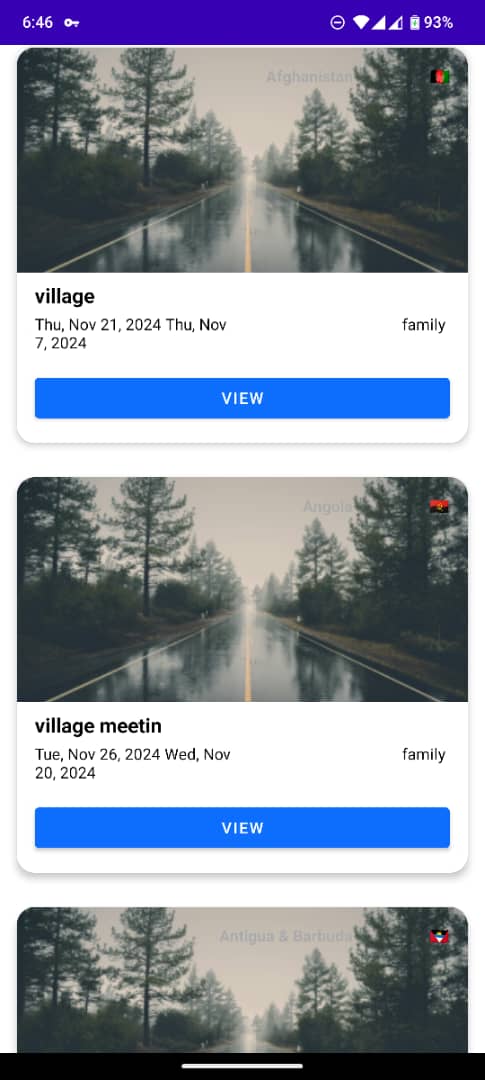 6:46
93%
Afghanistan
village
Thu, Nov 21, 2024 Thu, Nov
7, 2024
family
VIEW
Angola
village meetin
Tue, Nov 26, 2024 Wed, Nov
20, 2024
family
VIEW
Antigua & Barbuda